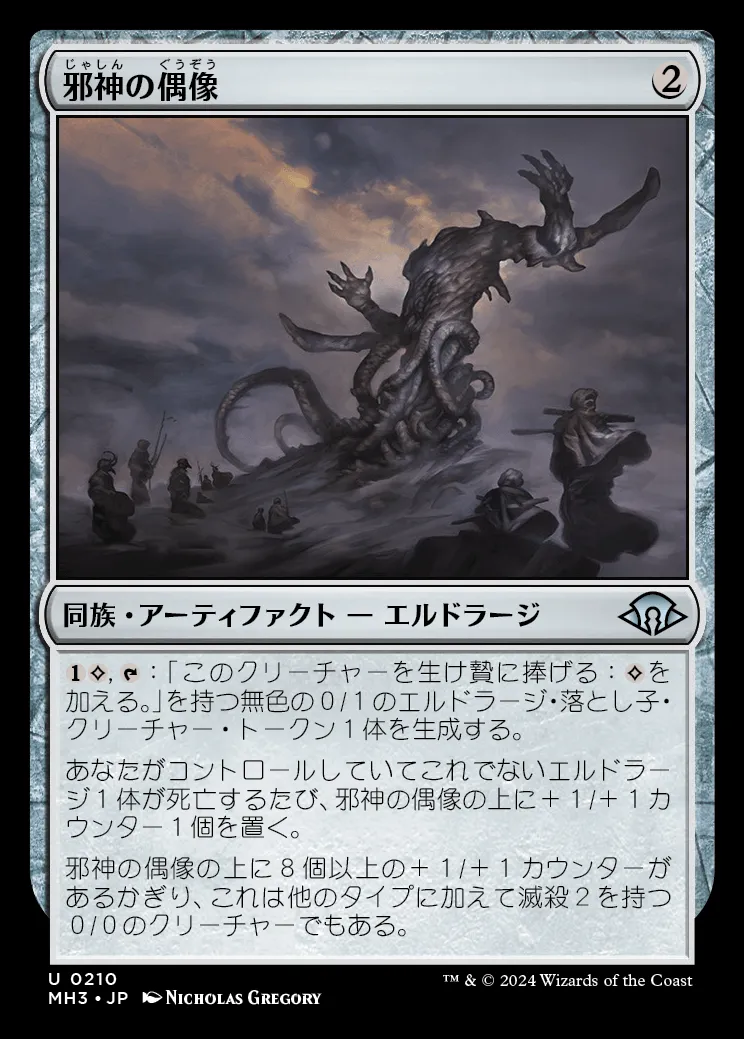 じゃしん ぐうぞう
邪神の偶像 2
同族・アーティファクト ― エルドラージ
1◇, T：「このクリーチャーを生け贄に捧げる：◇を
加える。」を持つ無色の０/１のエルドラージ・落とし子・
クリーチャー・トークン１体を生成する。
あなたがコントロールしていてこれでないエルドラー
ジ１体が死亡するたび、邪神の偶像の上に＋１/＋１カ
ウンター１個を置く。
邪神の偶像の上に８個以上の＋１/＋１カウンターが
あるかぎり、これは他のタイプに加えて滅殺２を持つ
０/０のクリーチャーでもある。
U 0210
MH3 • JP NICHOLAS GREGORY
™ & © 2024 Wizards of the Coast